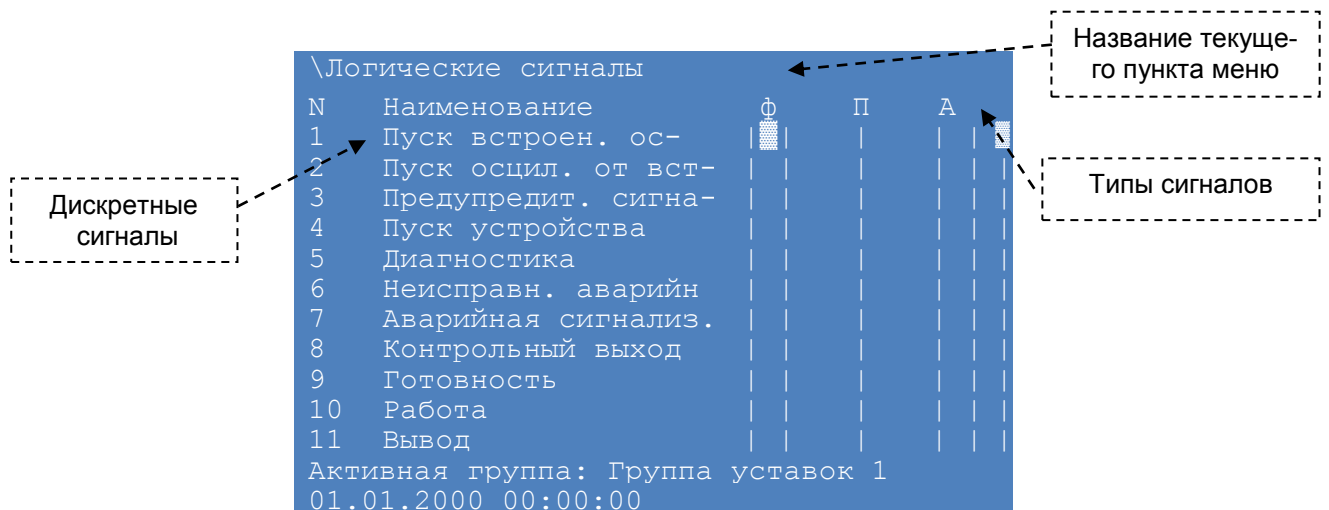 Название текуще-
го пункта меню
\Логические сигналы
N Наименование ф П А
1 Пуск встроен. ос- | | | | |
2 Пуск осцил. от вст- | | | | | |
3 Предупредит. сигна- | | | | | |
4 Пуск устройства | | | | | |
5 Диагностика | | | | | |
6 Неисправн. аварийн | | | | | |
7 Аварийная сигнализ. | | | | | |
8 Контрольный выход | | | | | |
9 Готовность | | | | | |
10 Работа | | | | | |
11 Вывод | | | | | |
Активная группа: Группа уставок 1
01.01.2000 00:00:00
Дискретные
сигналы
Типы сигналов